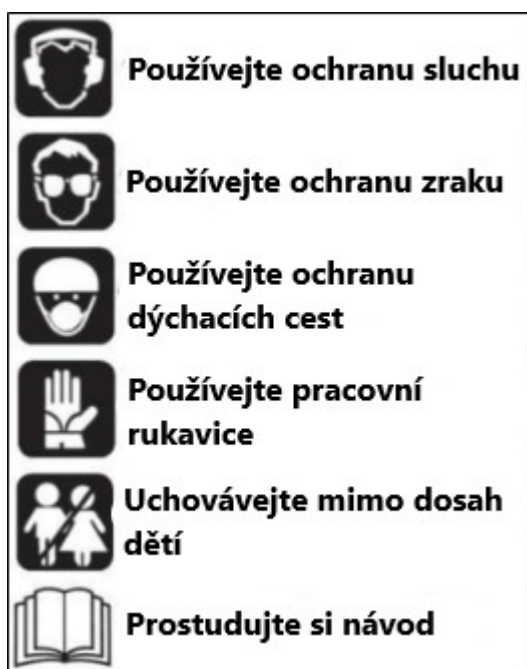 Používejte ochranu sluchu
Používejte ochranu zraku
Používejte ochranu
dýchacích cest
Používejte pracovní
rukavice
Uchovávejte mimo dosah
dětí
Prostudujte si návod